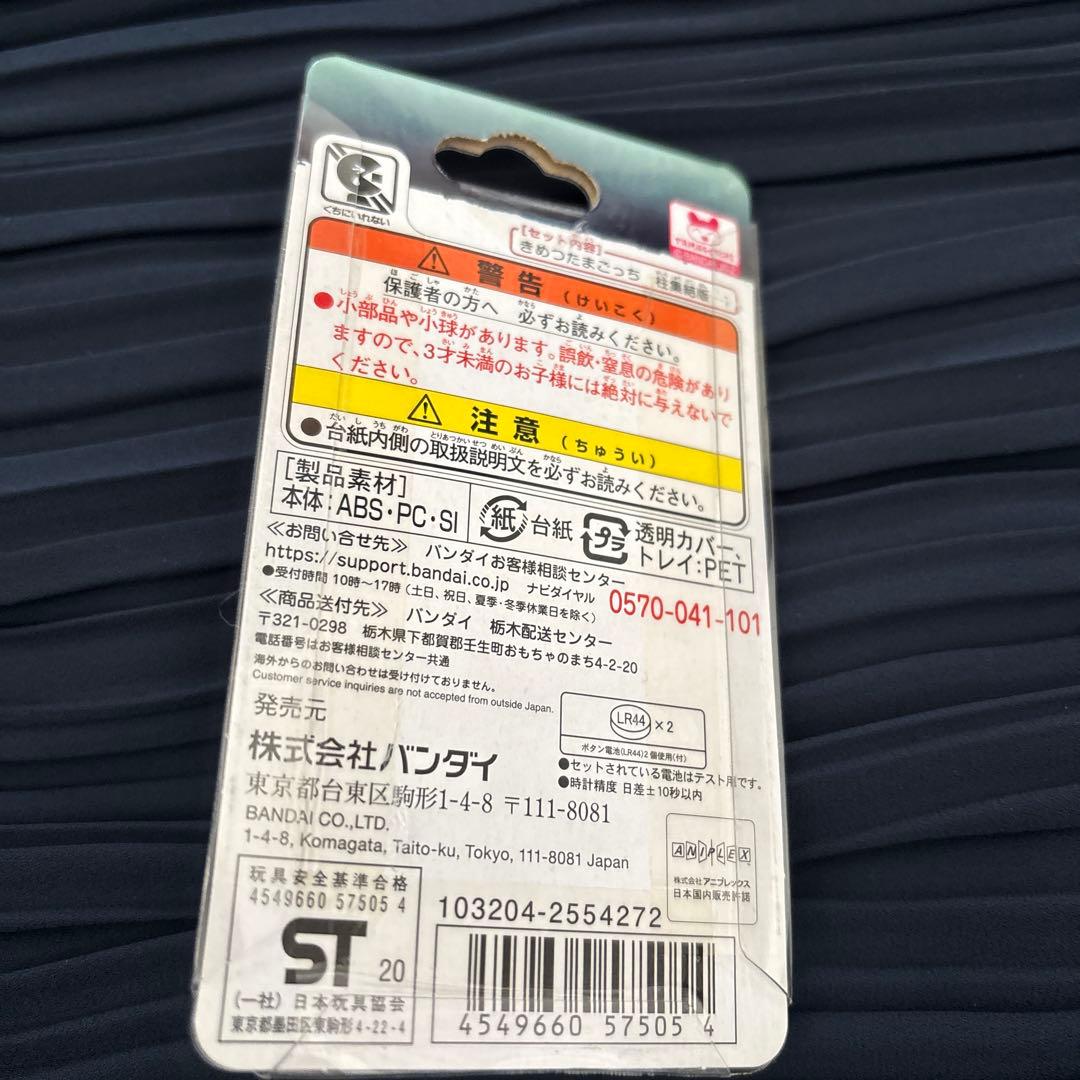 くちにいれない
[セット内容]
きめつたまごっち 柱集結版
TAMAGOTCHI
⚠ 警告 (けいこく)
保護者の方へ 必ずお読みください。
●小部品や小球があります。誤飲・窒息の危険があり
ますので、3才未満のお子様には絶対に与えないで
ください。
⚠ 注意 (ちゅうい)
●台紙内側の取扱説明文を必ずお読みください。
[製品素材]
本体:ABS・PC・SI
紙 台紙
プラ 透明カバー、
トレイ:PET
≪お問い合せ先≫ バンダイお客様相談センター
https://support.bandai.co.jp ナビダイヤル 0570-041-101
●受付時間 10時〜17時 (土日、祝日、夏季・冬季休業日を除く)
≪商品送付先≫ バンダイ 栃木配送センター
〒321-0298 栃木県下都賀郡壬生町おもちゃのまち4-2-20
電話番号はお客様相談センター共通
海外からのお問い合わせは受け付けておりません。
Customer service inquiries are not accepted from outside Japan.
発売元
株式会社バンダイ
東京都台東区駒形1-4-8 〒111-8081
BANDAI CO.,LTD.
1-4-8, Komagata, Taito-ku, Tokyo, 111-8081 Japan
LR44 ×2
ボタン電池(LR44)2個使用(付)
●セットされている電池はテスト用です。
●時計精度 日差±10秒以内
ANIPLEX
株式会社アニプレックス
日本国内販売許諾
玩具安全基準合格
4549660 57505 4
ST 20
(一社) 日本玩具協会
東京都墨田区東駒形4-22-4
103204-2554272
4549660 57505 4